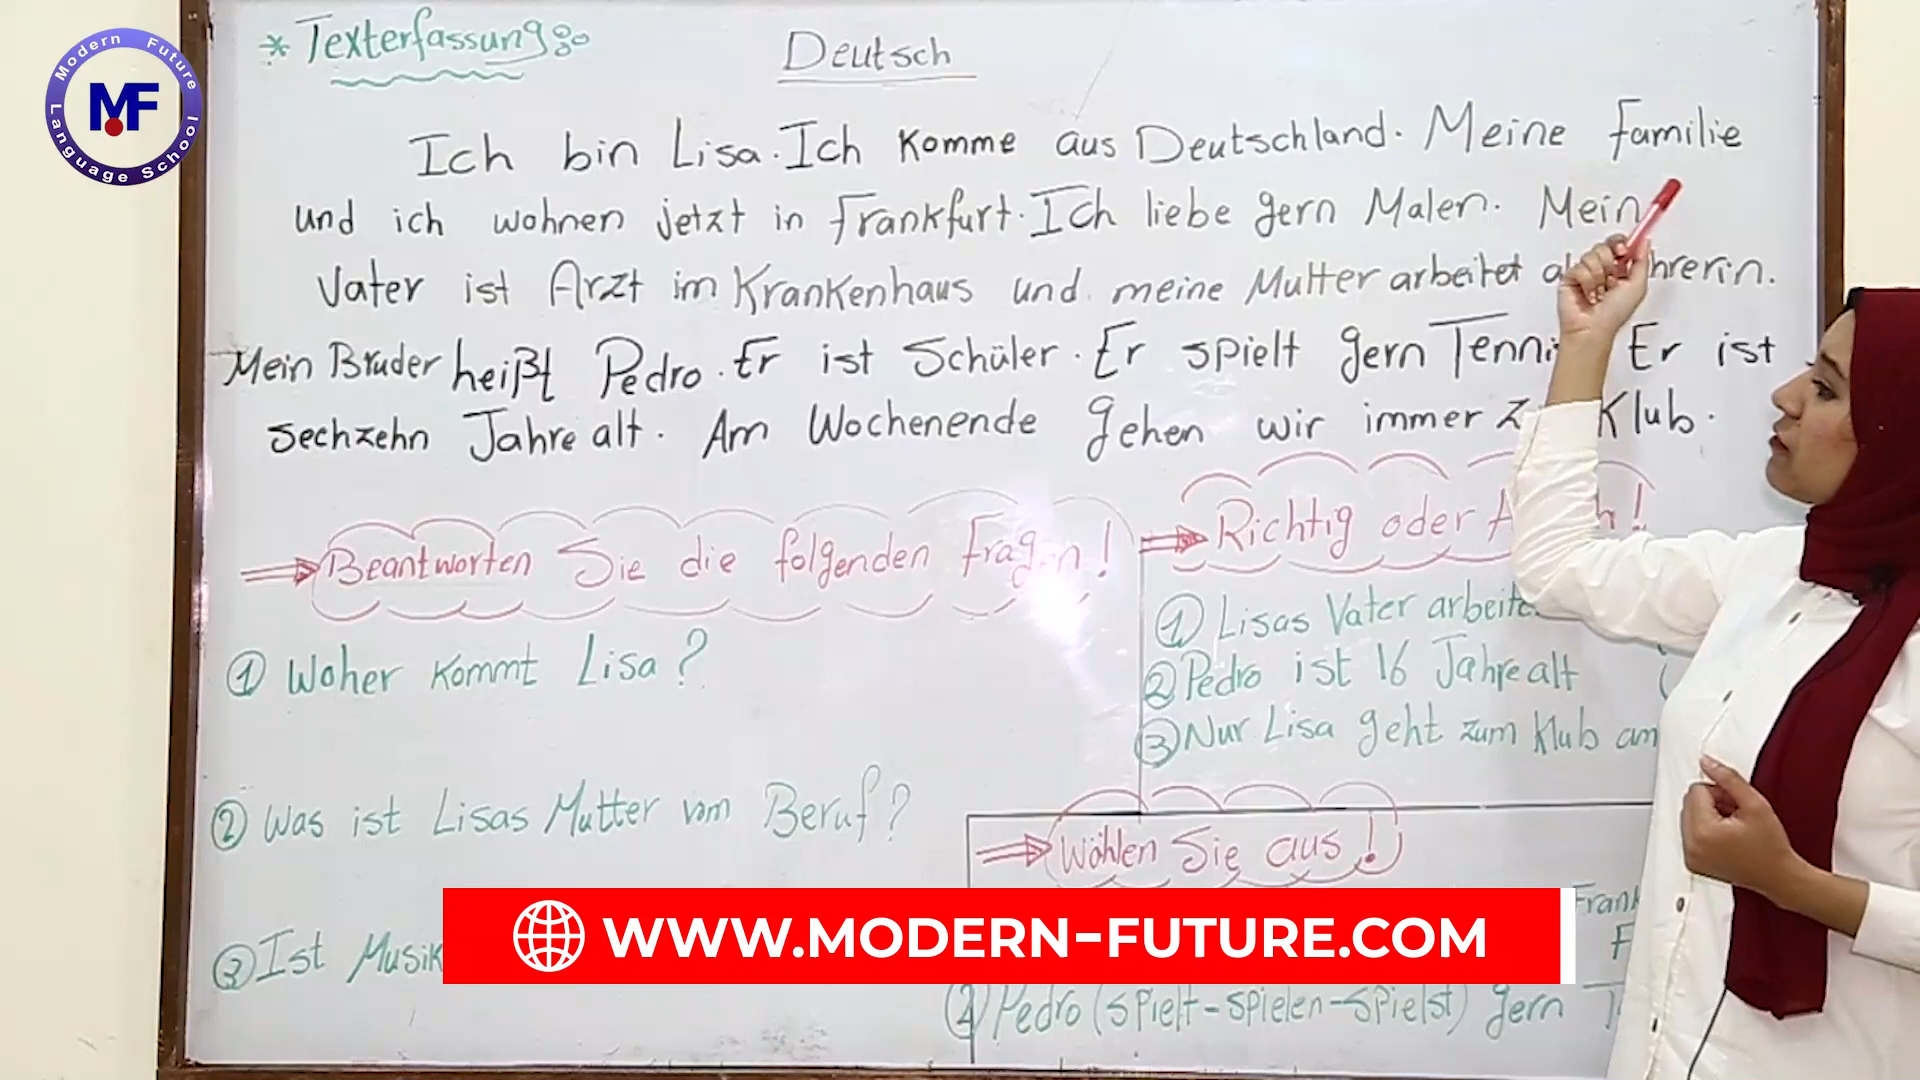 Modern Future Language School
MF
* Texterfassung:
Deutsch
Ich bin Lisa. Ich komme aus Deutschland. Meine Familie
und ich wohnen jetzt in Frankfurt. Ich liebe gern Malen. Mein
Vater ist Arzt im Krankenhaus und meine Mutter arbeitet
Mein Bruder heißt Pedro. Er ist Schüler. Er spielt gern Er ist
sechzehn Jahre alt. Am Wochenende gehen wir immer Klub.
Beantworten Sie die folgenden Fragen!
① Woher kommt Lisa?
② Was ist Lisas Mutter vom Beruf?
③ Ist
Richtig oder
① Lisas Vater
② Pedro ist 16 Jahre alt
③ Nur Lisa geht zum Klub am
Wöhlen Sie aus!
② Pedro (spielt-spielen-spielst) gern
WWW.MODERN-FUTURE.COM